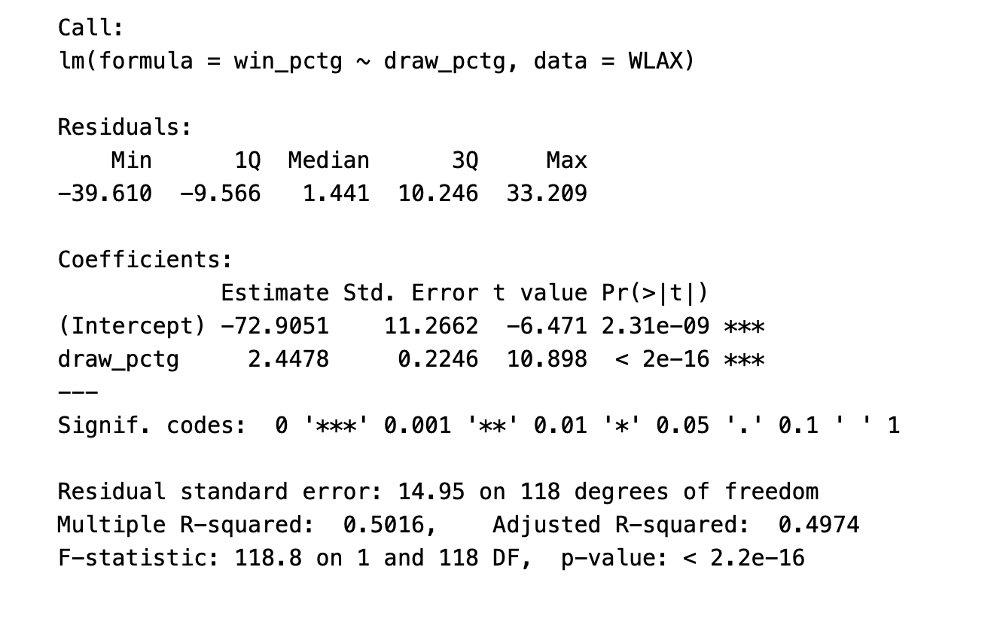 Call:
lm(formula = win_pctg ~ draw_pctg, data = WLAX)
Residuals:
    Min      1Q  Median      3Q     Max
-39.610  -9.566   1.441  10.246  33.209
Coefficients:
            Estimate Std. Error t value Pr(>|t|)
(Intercept) -72.9051    11.2662  -6.471 2.31e-09 ***
draw_pctg     2.4478     0.2246  10.898  < 2e-16 ***
---
Signif. codes:  0 '***' 0.001 '**' 0.01 '*' 0.05 '.' 0.1 ' ' 1
Residual standard error: 14.95 on 118 degrees of freedom
Multiple R-squared:  0.5016,    Adjusted R-squared:  0.4974
F-statistic: 118.8 on 1 and 118 DF,  p-value: < 2.2e-16